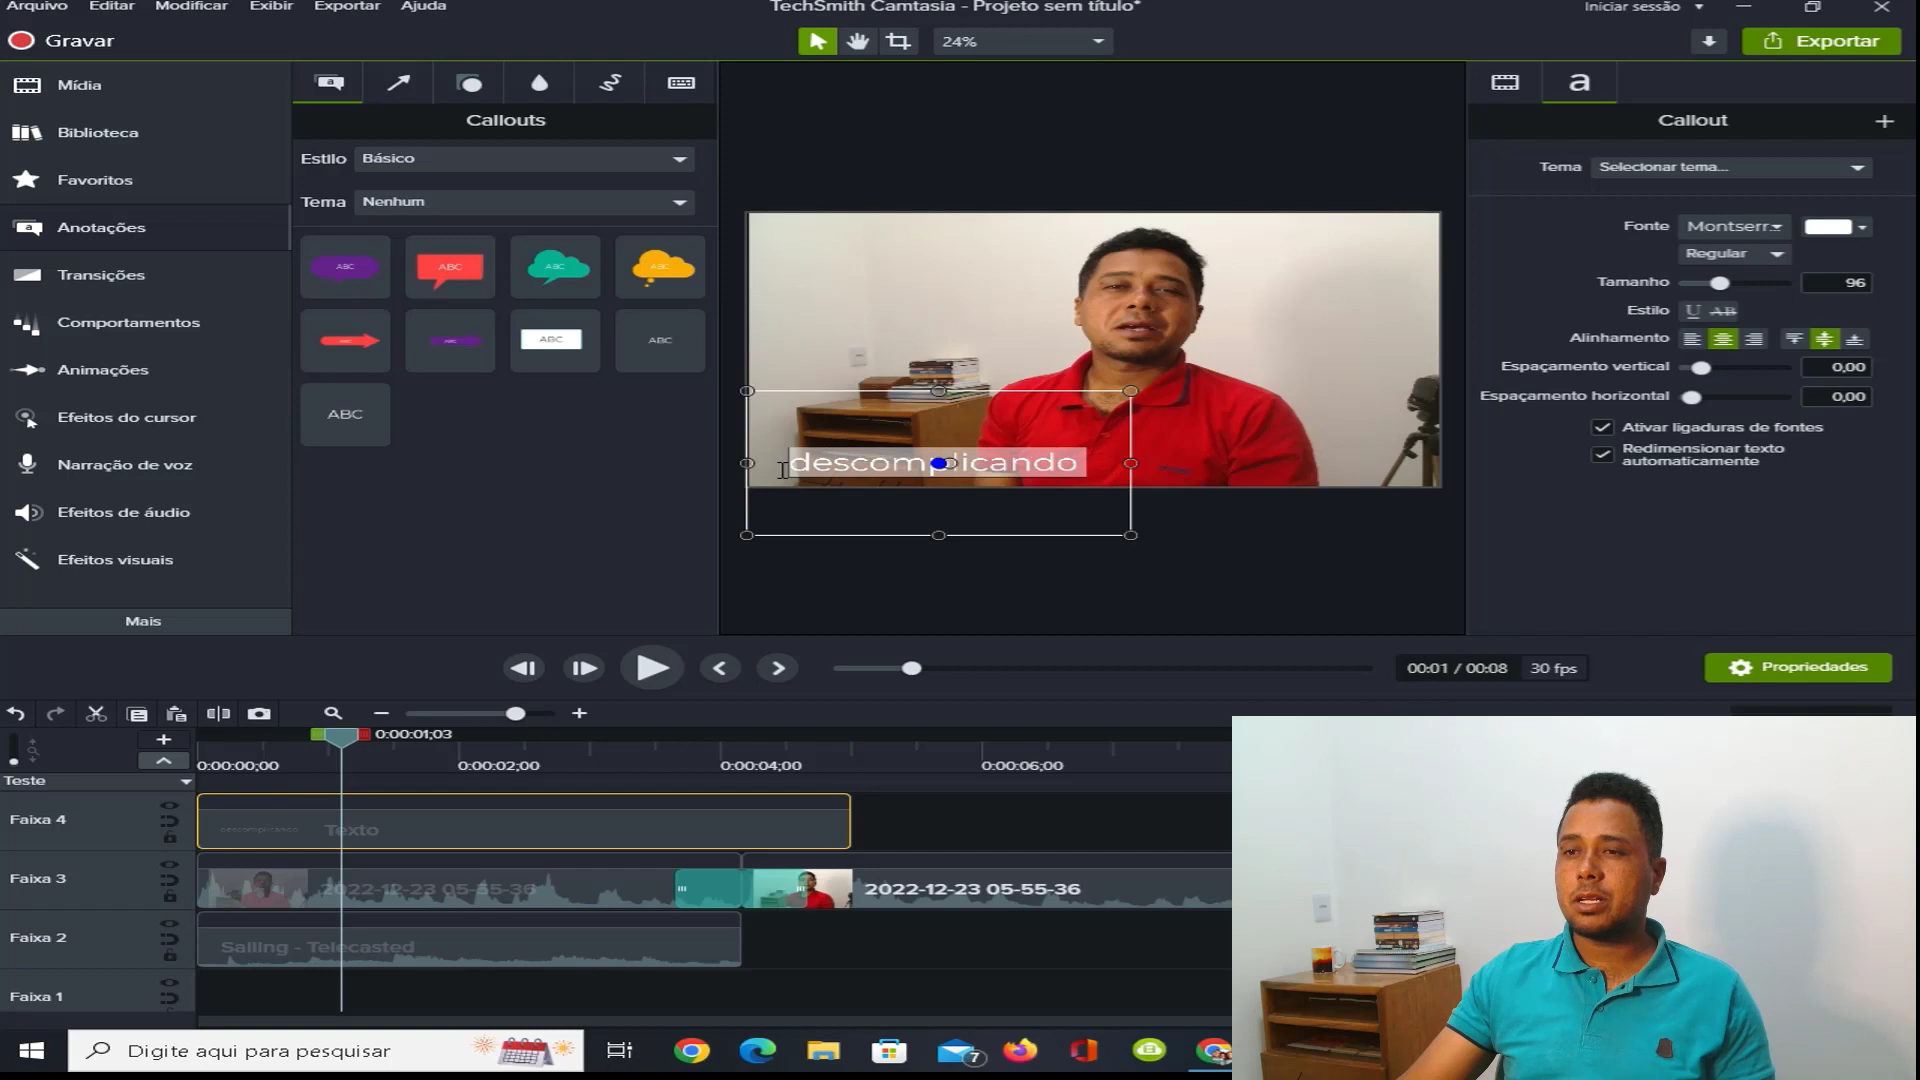 Arquivo Editar Modificar Exibir Exportar Ajuda
TechSmith Camtasia - Projeto sem título*
Iniciar sessão
Gravar
24%
Exportar
Mídia
Biblioteca
Favoritos
Anotações
Transições
Comportamentos
Animações
Efeitos do cursor
Narração de voz
Efeitos de áudio
Efeitos visuais
Mais
Callouts
Estilo Básico
Tema Nenhum
ABC ABC ABC ABC
ABC ABC ABC ABC
ABC
descomplicando
a
Callout
Tema Selecionar tema...
Fonte Montserr
Regular
Tamanho 96
Estilo U AB
Alinhamento
Espaçamento vertical 0,00
Espaçamento horizontal 0,00
Ativar ligaduras de fontes
Redimensionar texto
automaticamente
00:01 / 00:08 30 fps
Propriedades
0:00:01;03
0:00:00;00 0:00:02;00 0:00:04;00 0:00:06;00
Teste
Faixa 4
descomplicando Texto
Faixa 3
2022-12-23 05-55-36 2022-12-23 05-55-36
Faixa 2
Sailing - Telecasted
Faixa 1
Digite aqui para pesquisar
7